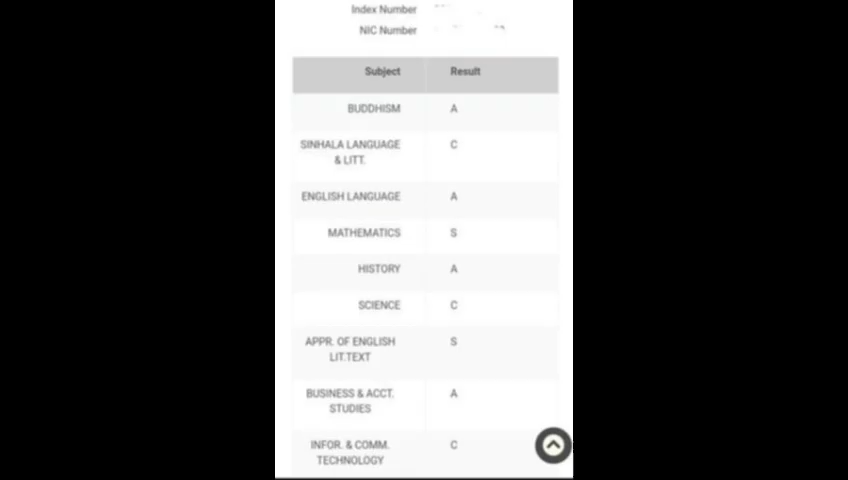 Index Number
NIC Number
Subject Result
BUDDHISM A
SINHALA LANGUAGE C
& LITT.
ENGLISH LANGUAGE A
MATHEMATICS S
HISTORY A
SCIENCE C
APPR. OF ENGLISH S
LIT.TEXT
BUSINESS & ACCT. A
STUDIES
INFOR. & COMM. C
TECHNOLOGY